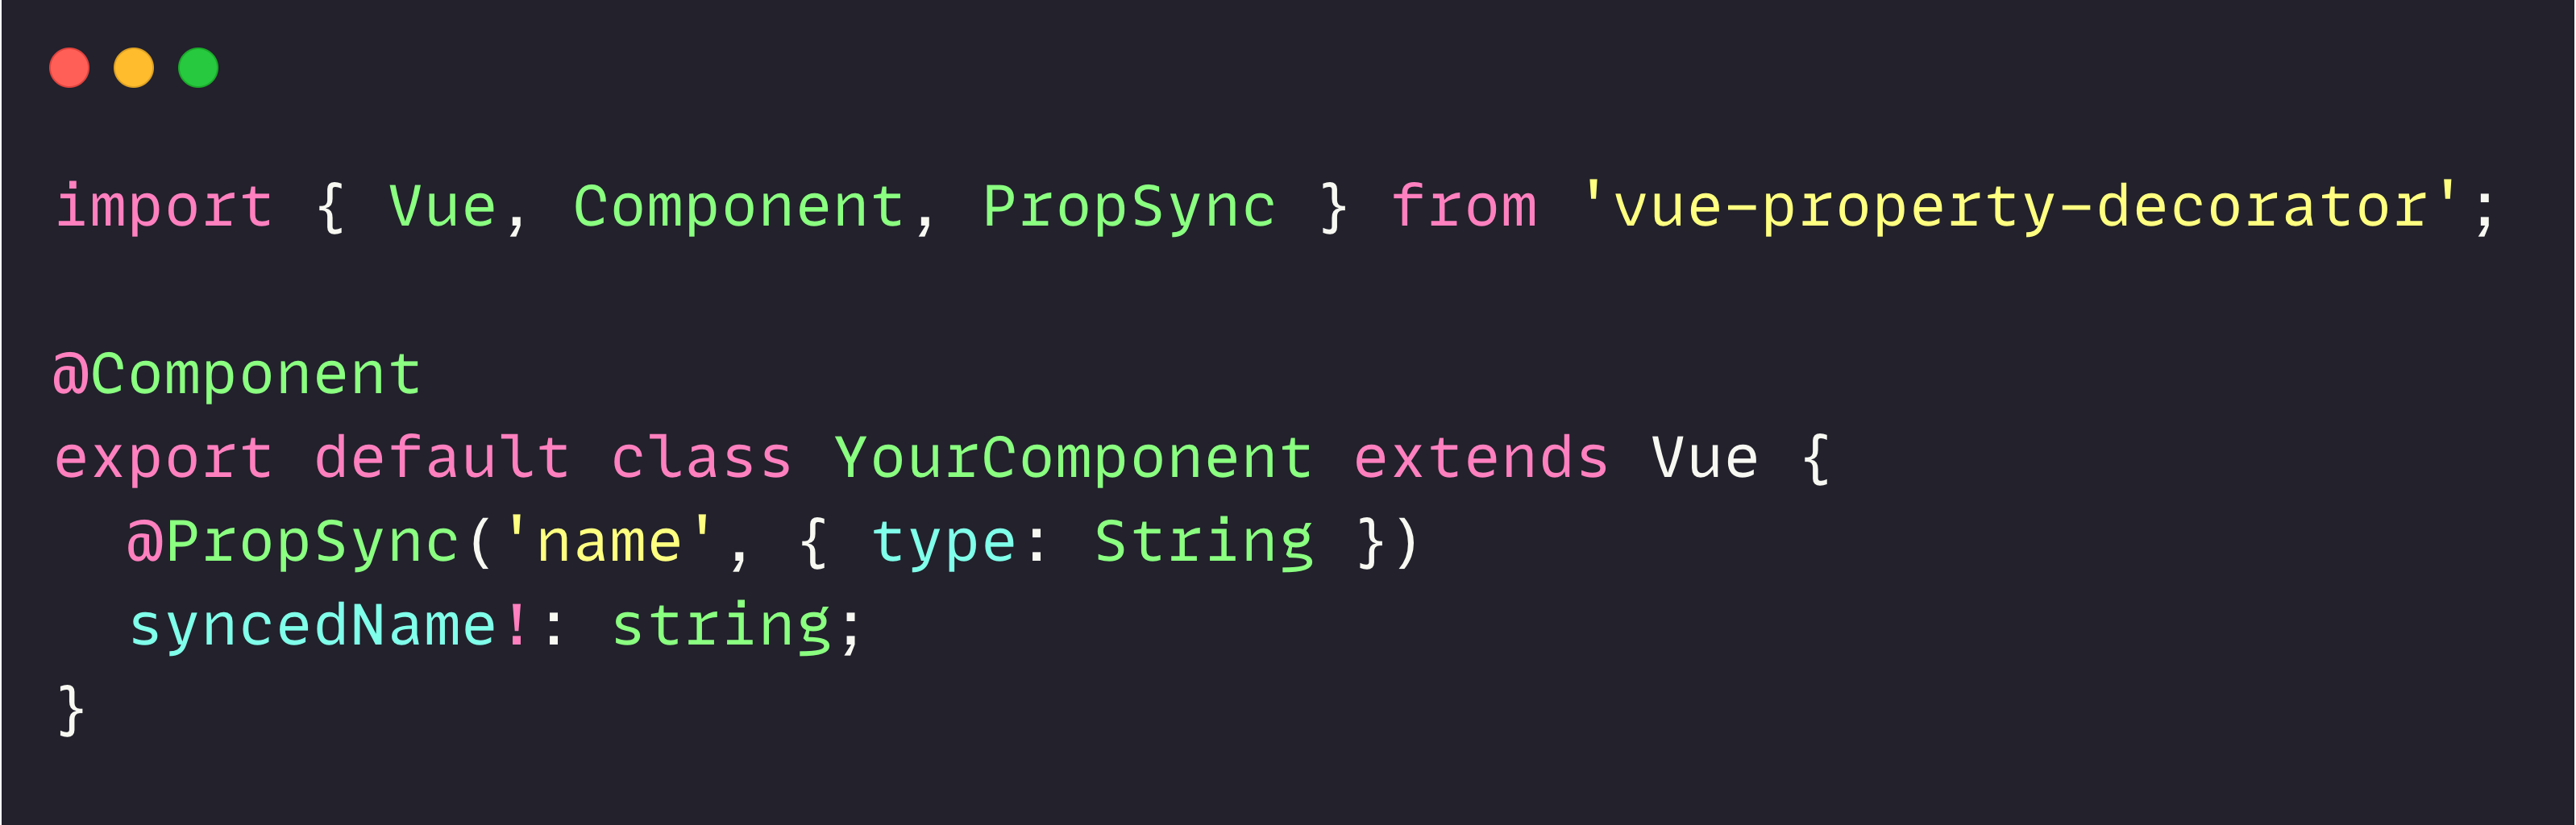 import { Vue, Component, PropSync } from 'vue-property-decorator';
@Component
export default class YourComponent extends Vue {
  @PropSync('name', { type: String })
  syncedName!: string;
}